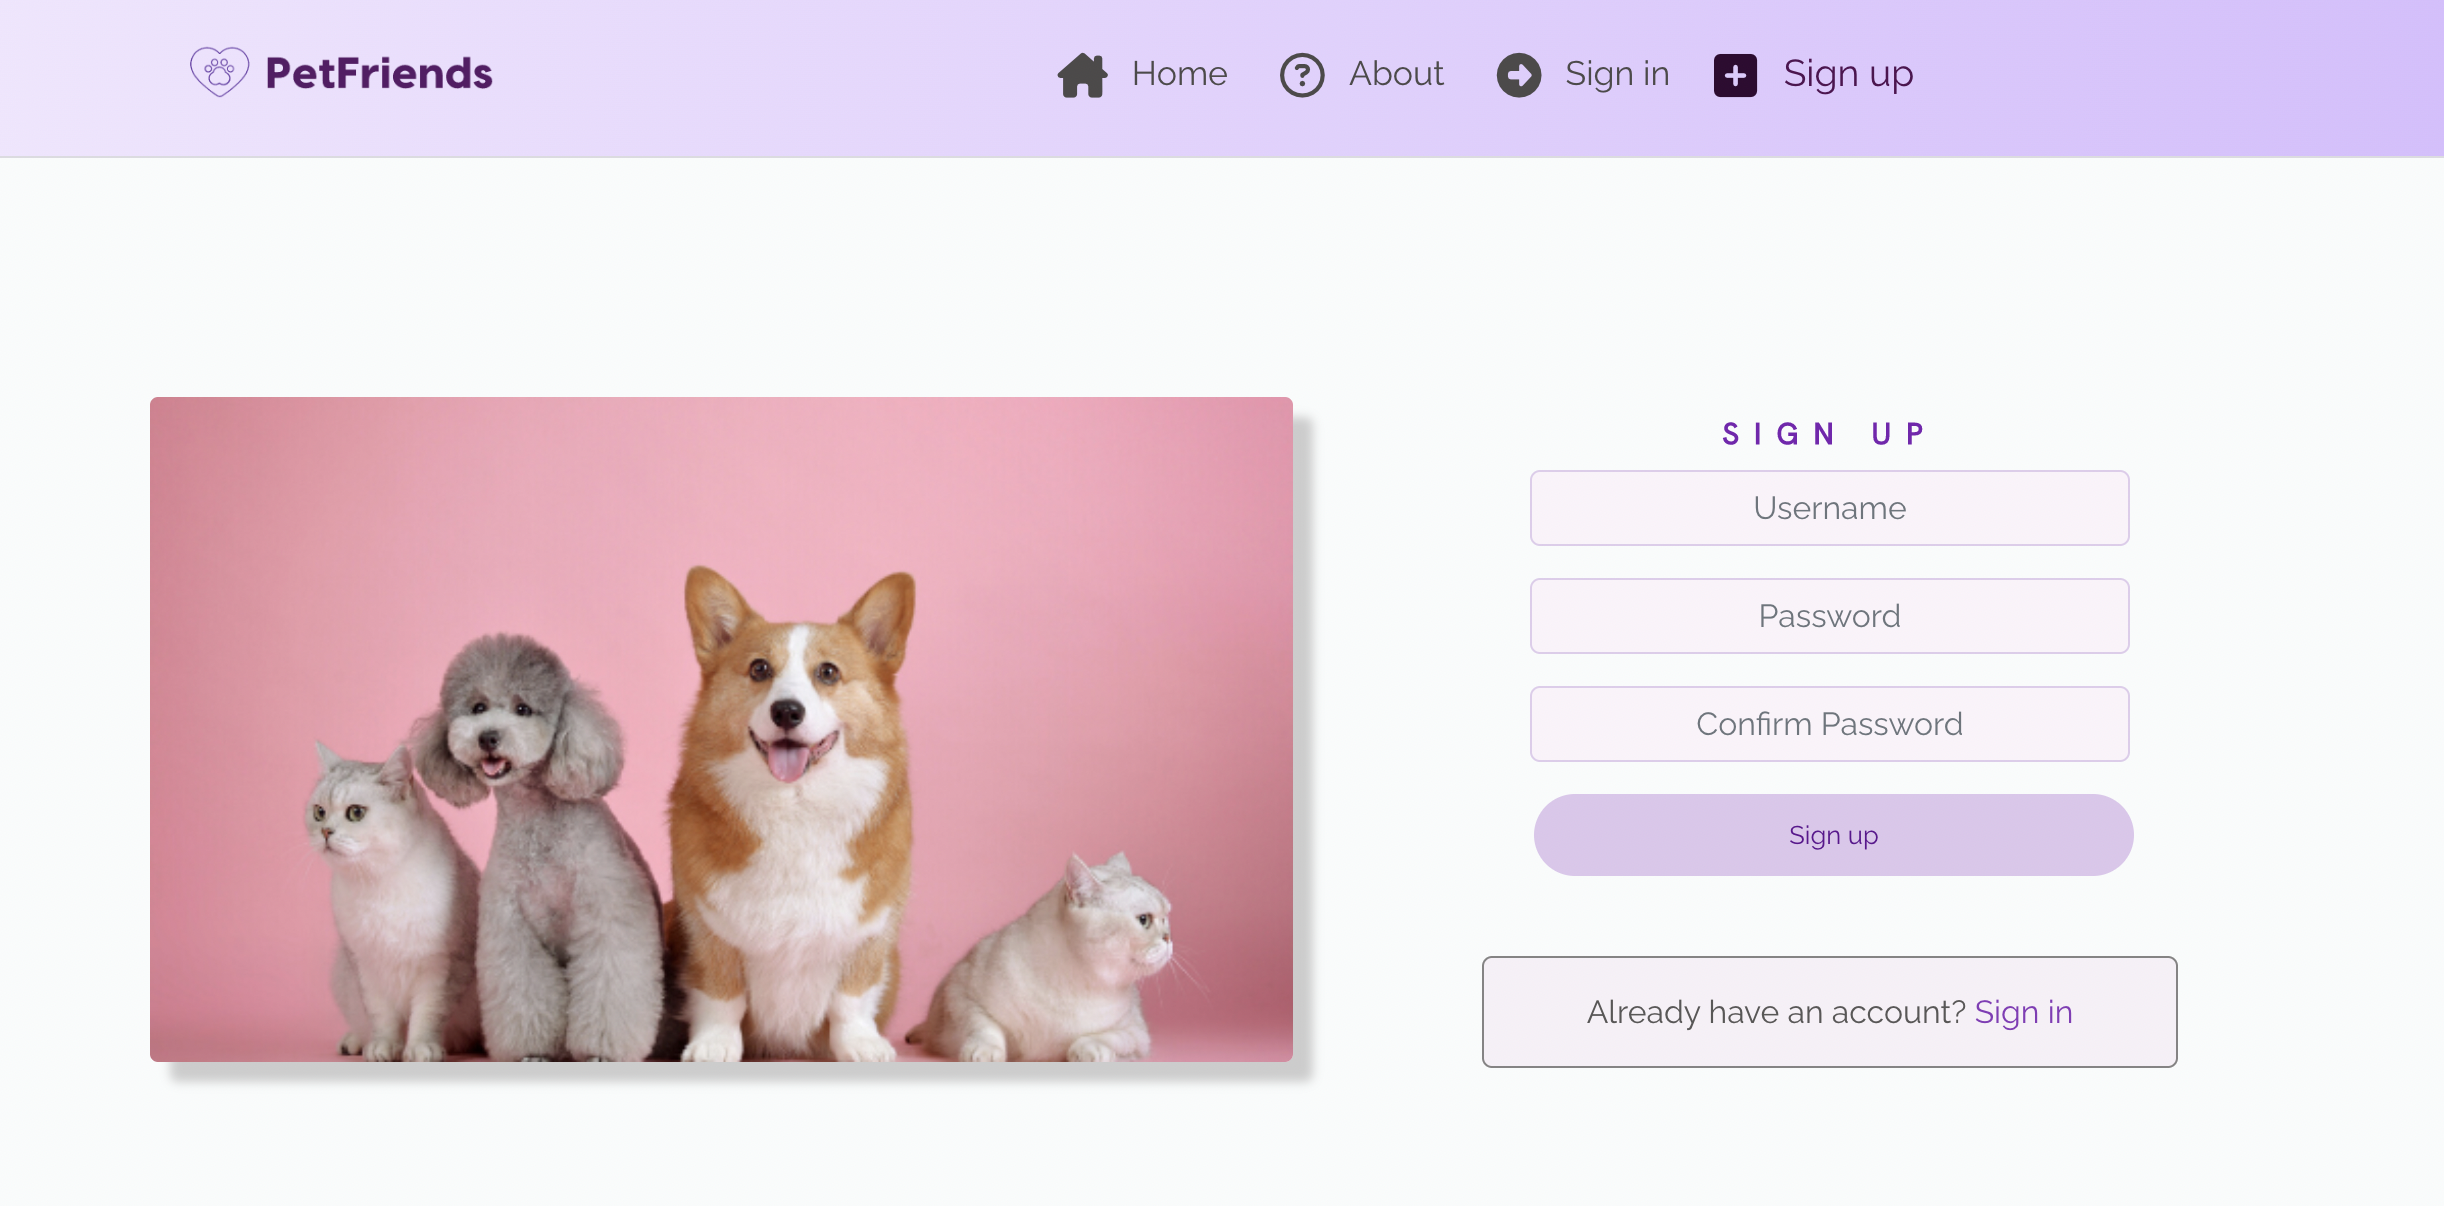 PetFriends
Home
About
Sign in
Sign up
SIGN UP
Username
Password
Confirm Password
Sign up
Already have an account? Sign in